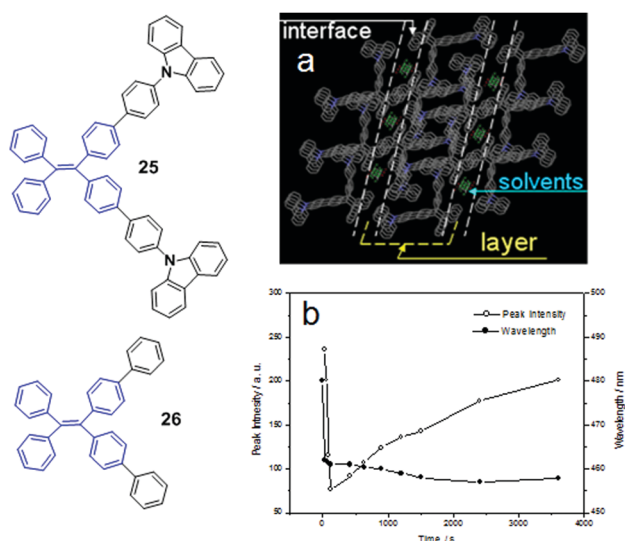 N
25
N
26
a
interface
solvents
layer
b
Peak Intensity
Wavelength
Peak Intnesity / a. u.
300
250
200
150
100
50
500
490
480
470
460
450
Wavelength / nm
0
1000
2000
3000
4000
Time / s